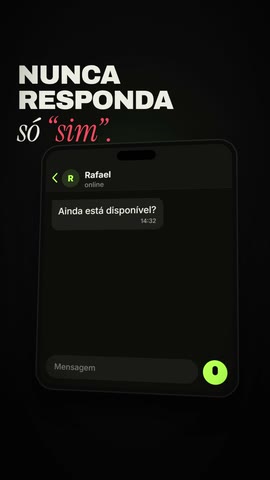 NUNCA
RESPONDA
só “sim”.
R
Rafael
online
Ainda está disponível?
14:32
Mensagem